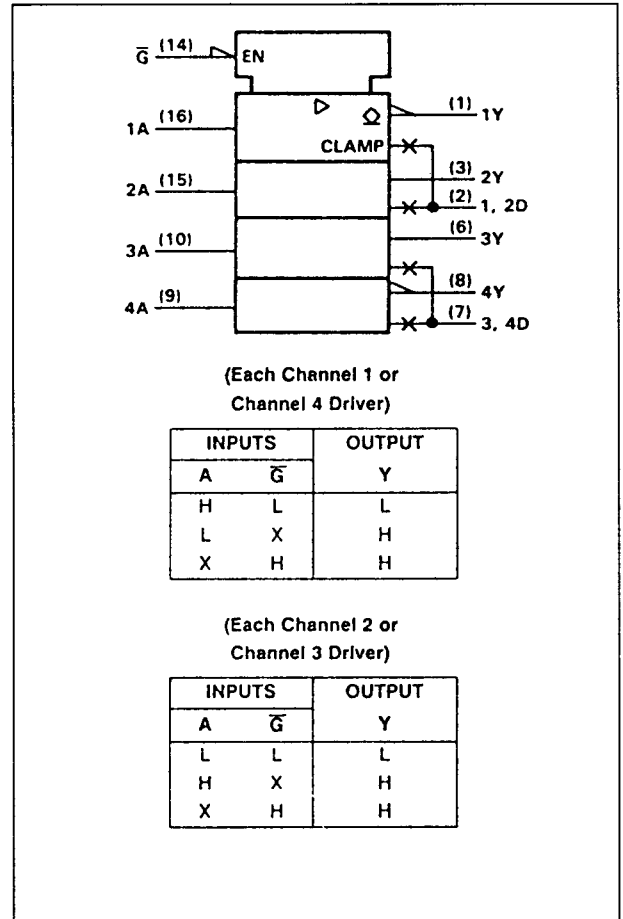 G̅ (14) EN
1A (16) (1) 1Y
CLAMP
2A (15) (3) 2Y
(2) 1, 2D
3A (10) (6) 3Y
4A (9) (8) 4Y
(7) 3, 4D
(Each Channel 1 or
Channel 4 Driver)
INPUTS OUTPUT
A G̅ Y
H L L
L X H
X H H
(Each Channel 2 or
Channel 3 Driver)
INPUTS OUTPUT
A G̅ Y
L L L
H X H
X H H